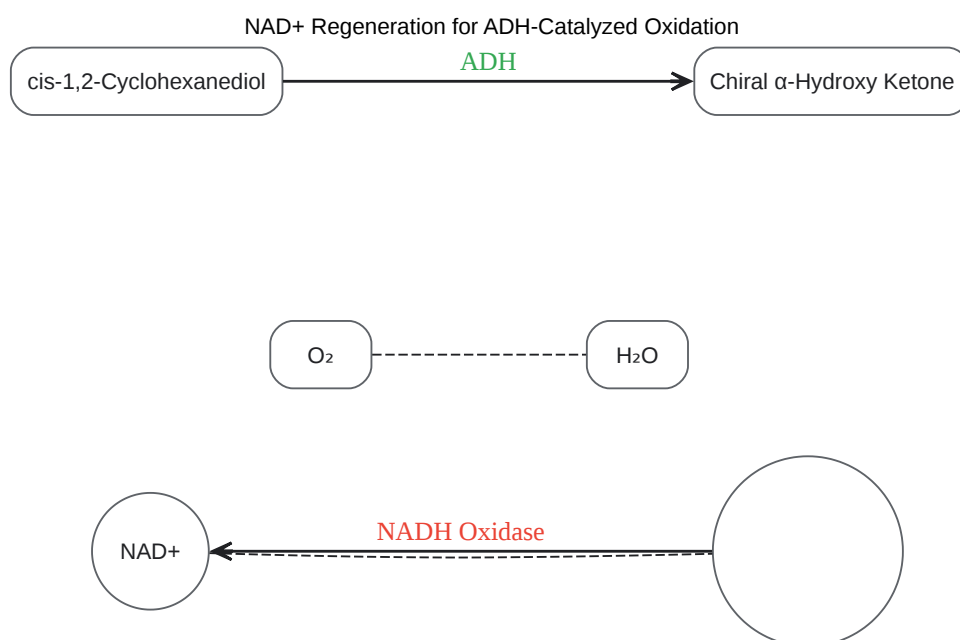 NAD+ Regeneration for ADH-Catalyzed Oxidation
ADH
cis-1,2-Cyclohexanediol
Chiral α-Hydroxy Ketone
O₂
H₂O
NADH Oxidase
NAD+